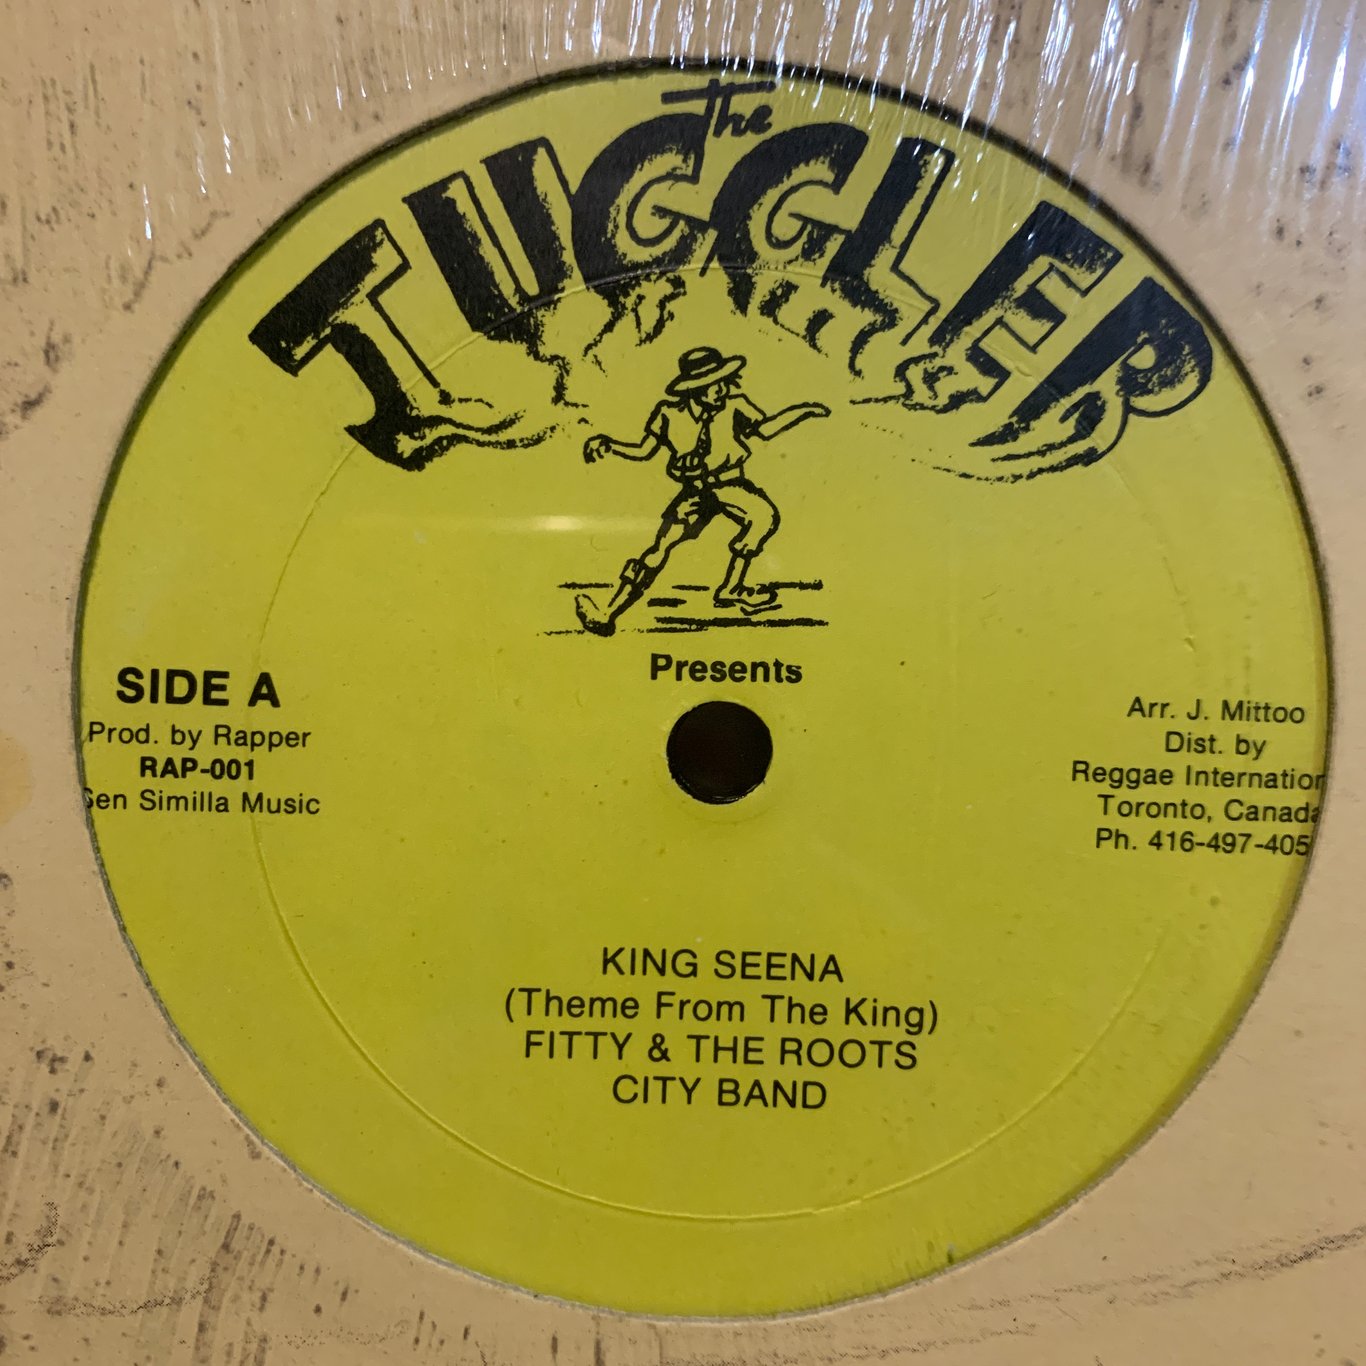 The
JUGGLER
Presents
SIDE A
Prod. by Rapper
RAP-001
Sen Similla Music
Arr. J. Mittoo
Dist. by
Reggae Internation
Toronto, Canada
Ph. 416-497-405
KING SEENA
(Theme From The King)
FITTY & THE ROOTS
CITY BAND